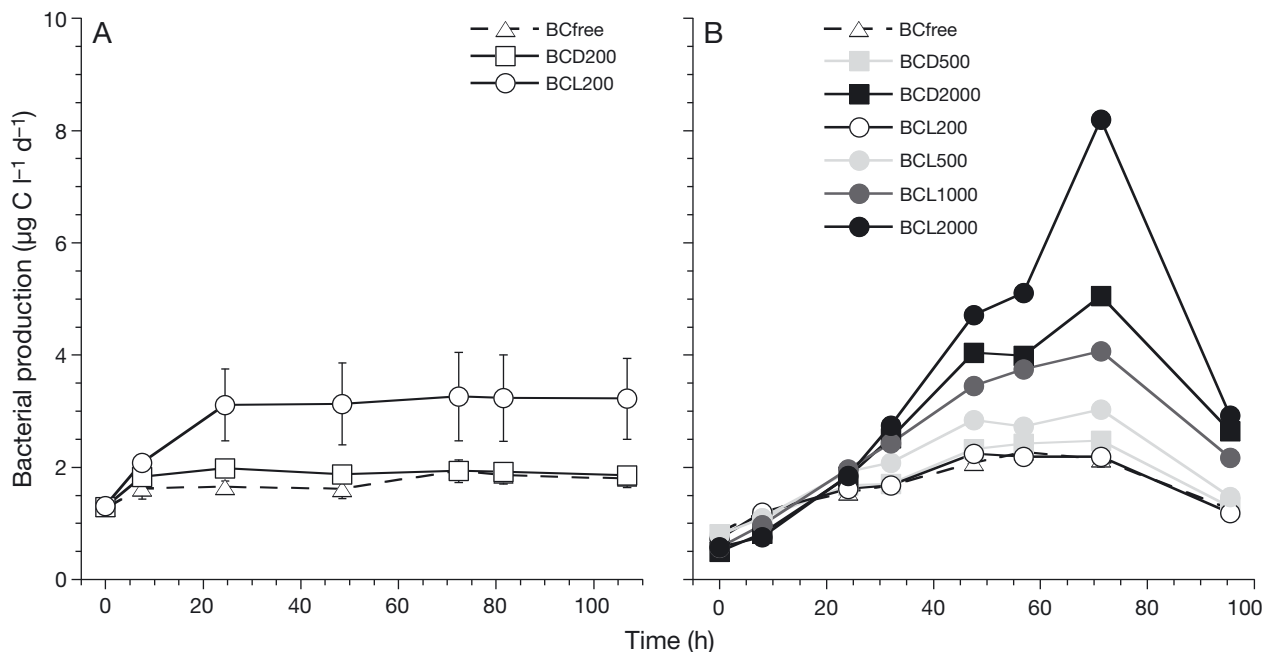 A
BCfree
BCD200
BCL200
B
BCfree
BCD500
BCD2000
BCL200
BCL500
BCL1000
BCL2000
Bacterial production (µg C l⁻¹ d⁻¹)
10
8
6
4
2
0
0 20 40 60 80 100
0 20 40 60 80 100
Time (h)